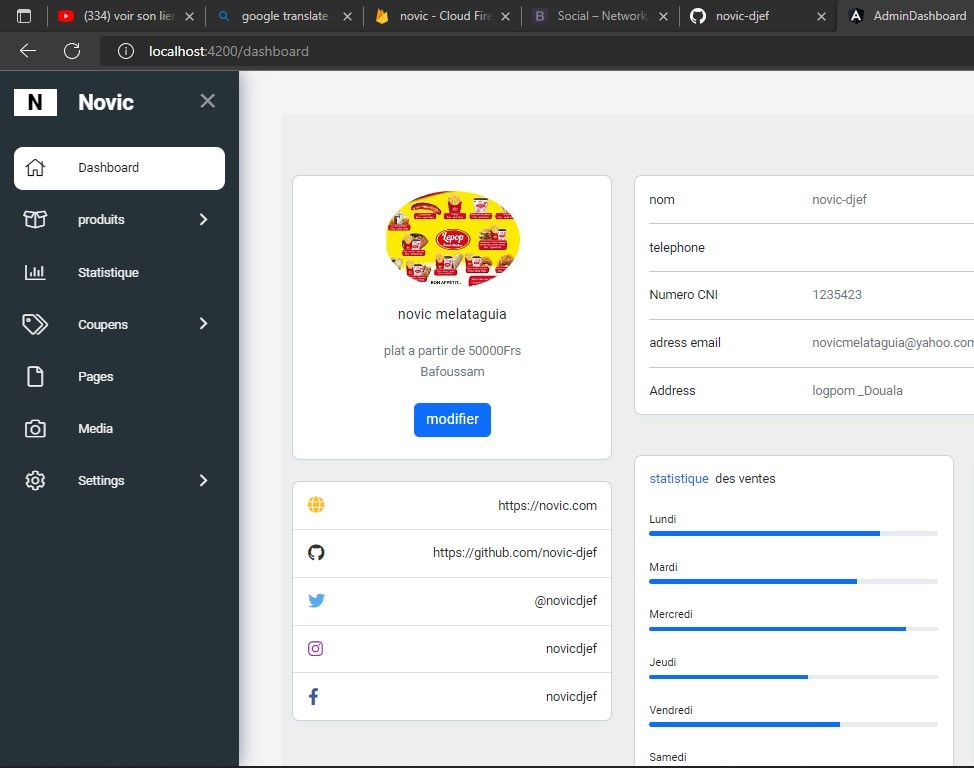 (334) voir son lien
google translate
novic - Cloud Fire
B Social – Network
novic-djef
AdminDashboard
localhost:4200/dashboard
N Novic
Dashboard
produits
Statistique
Coupens
Pages
Media
Settings
Lepop
BON APPETIT..
novic melataguia
plat a partir de 50000Frs
Bafoussam
modifier
https://novic.com
https://github.com/novic-djef
@novicdjef
novicdjef
novicdjef
nom novic-djef
telephone
Numero CNI 1235423
adress email novicmelataguia@yahoo.com
Address logpom _Douala
statistique des ventes
Lundi
Mardi
Mercredi
Jeudi
Vendredi
Samedi